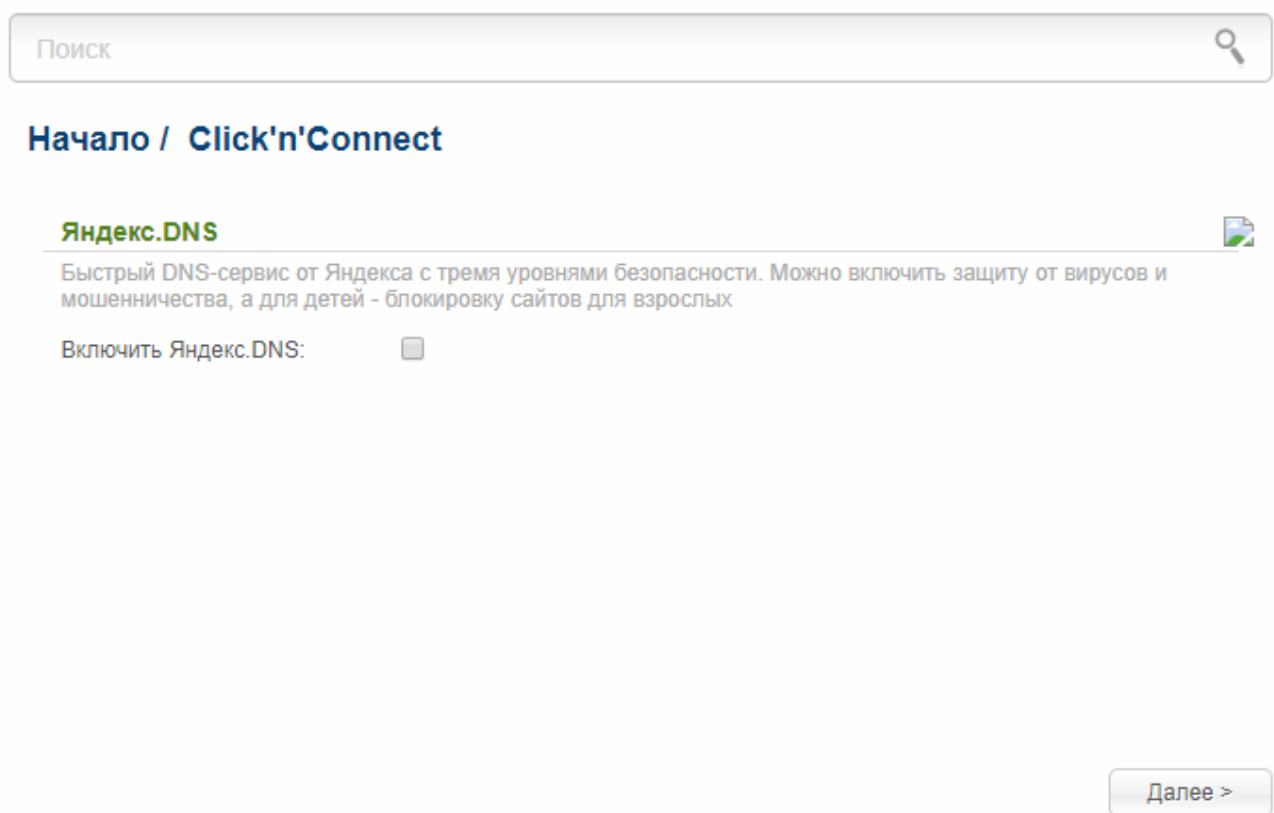 Поиск
Начало / Click'n'Connect
Яндекс.DNS
Быстрый DNS-сервис от Яндекса с тремя уровнями безопасности. Можно включить защиту от вирусов и
мошенничества, а для детей - блокировку сайтов для взрослых
Включить Яндекс.DNS:
Далее >